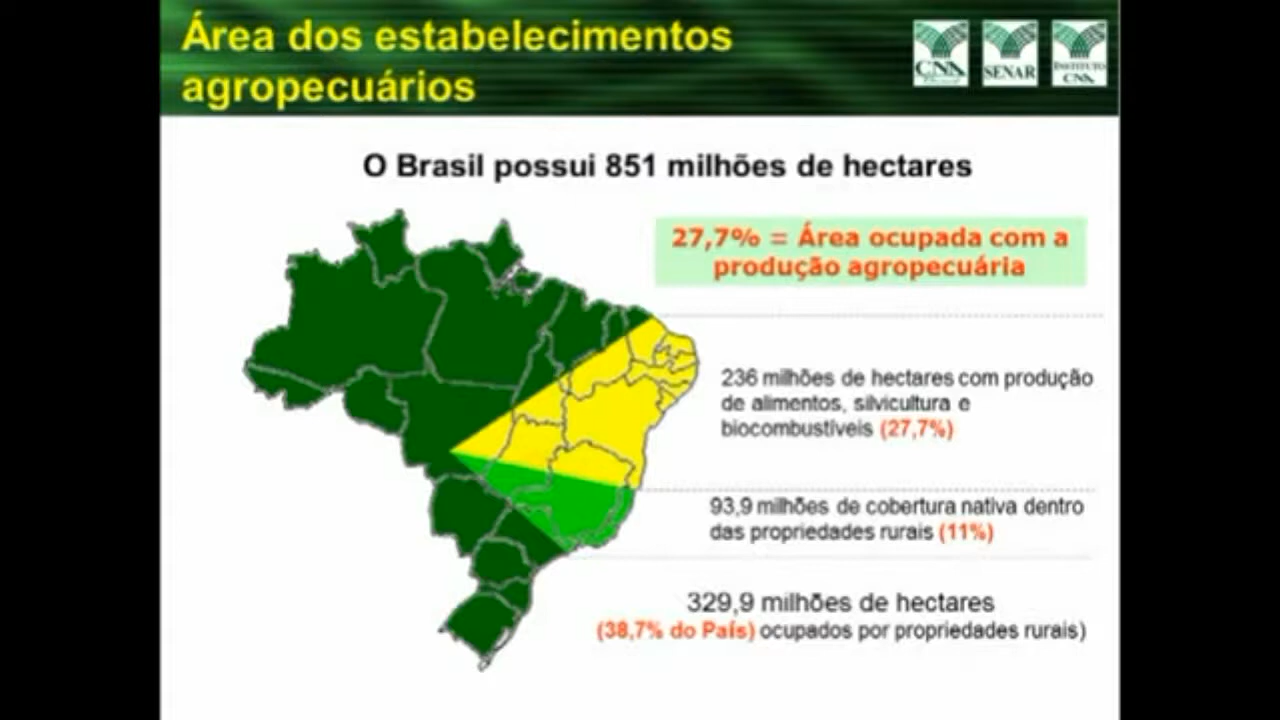 Área dos estabelecimentos
agropecuários
CNA
SENAR
INSTITUTO
CNA
O Brasil possui 851 milhões de hectares
27,7% = Área ocupada com a
produção agropecuária
236 milhões de hectares com produção
de alimentos, silvicultura e
biocombustíveis (27,7%)
93,9 milhões de cobertura nativa dentro
das propriedades rurais (11%)
329,9 milhões de hectares
(38,7% do País) ocupados por propriedades rurais)